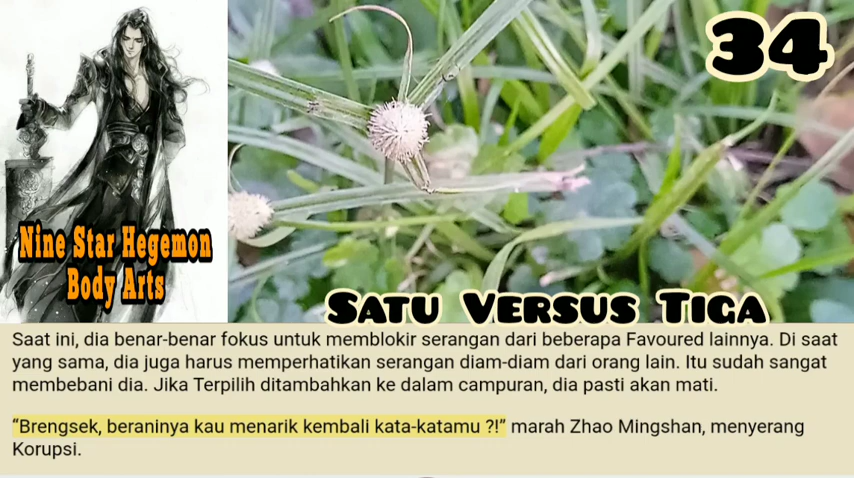 34
Nine Star Hegemon
Body Arts
Satu Versus Tiga
Saat ini, dia benar-benar fokus untuk memblokir serangan dari beberapa Favoured lainnya. Di saat
yang sama, dia juga harus memperhatikan serangan diam-diam dari orang lain. Itu sudah sangat
membebani dia. Jika Terpilih ditambahkan ke dalam campuran, dia pasti akan mati.
“Brengsek, beraninya kau menarik kembali kata-katamu ?!” marah Zhao Mingshan, menyerang
Korupsi.